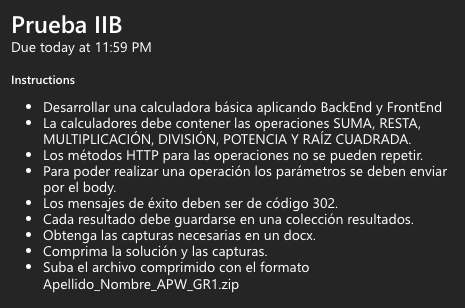 Prueba IIB
Due today at 11:59 PM
Instructions
• Desarrollar una calculadora básica aplicando BackEnd y FrontEnd
• La calculadores debe contener las operaciones SUMA, RESTA,
MULTIPLICACIÓN, DIVISIÓN, POTENCIA Y RAÍZ CUADRADA.
• Los métodos HTTP para las operaciones no se pueden repetir.
• Para poder realizar una operación los parámetros se deben enviar
por el body.
• Los mensajes de éxito deben ser de código 302.
• Cada resultado debe guardarse en una colección resultados.
• Obtenga las capturas necesarias en un docx.
• Comprima la solución y las capturas.
• Suba el archivo comprimido con el formato
Apellido_Nombre_APW_GR1.zip